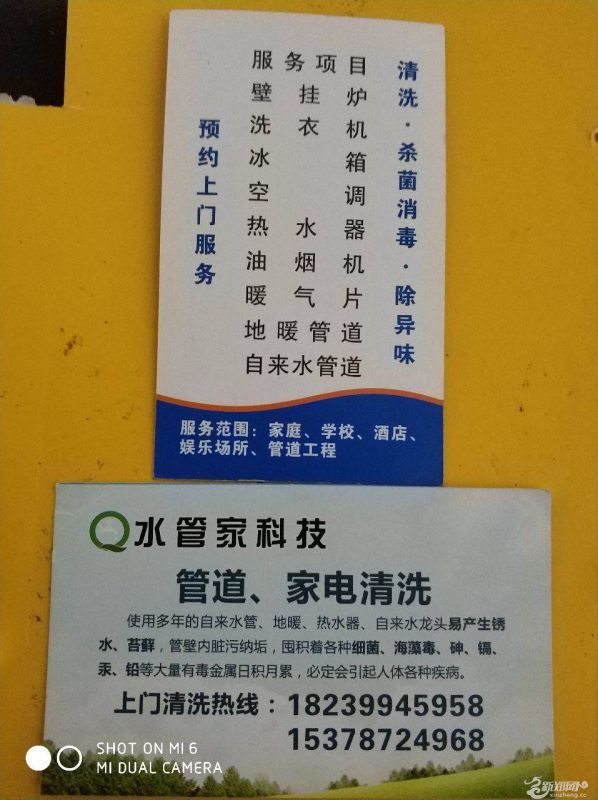 服务项目
壁挂炉
洗衣机
冰箱
空调
热水器
油烟机
暖气片
地暖管道
自来水管道
清洗·杀菌消毒·除异味
预约上门服务
服务范围：家庭、学校、酒店、
娱乐场所、管道工程
水管家科技
管道、家电清洗
使用多年的自来水管、地暖、热水器、自来水龙头易产生锈
水、苔藓，管壁内脏污纳垢，囤积着各种细菌、海藻毒、砷、镉、
汞、铅等大量有毒金属日积月累，必定会引起人体各种疾病。
上门清洗热线：18239945958
15378724968
SHOT ON MI 6
MI DUAL CAMERA
新郑网
xinzheng.cc